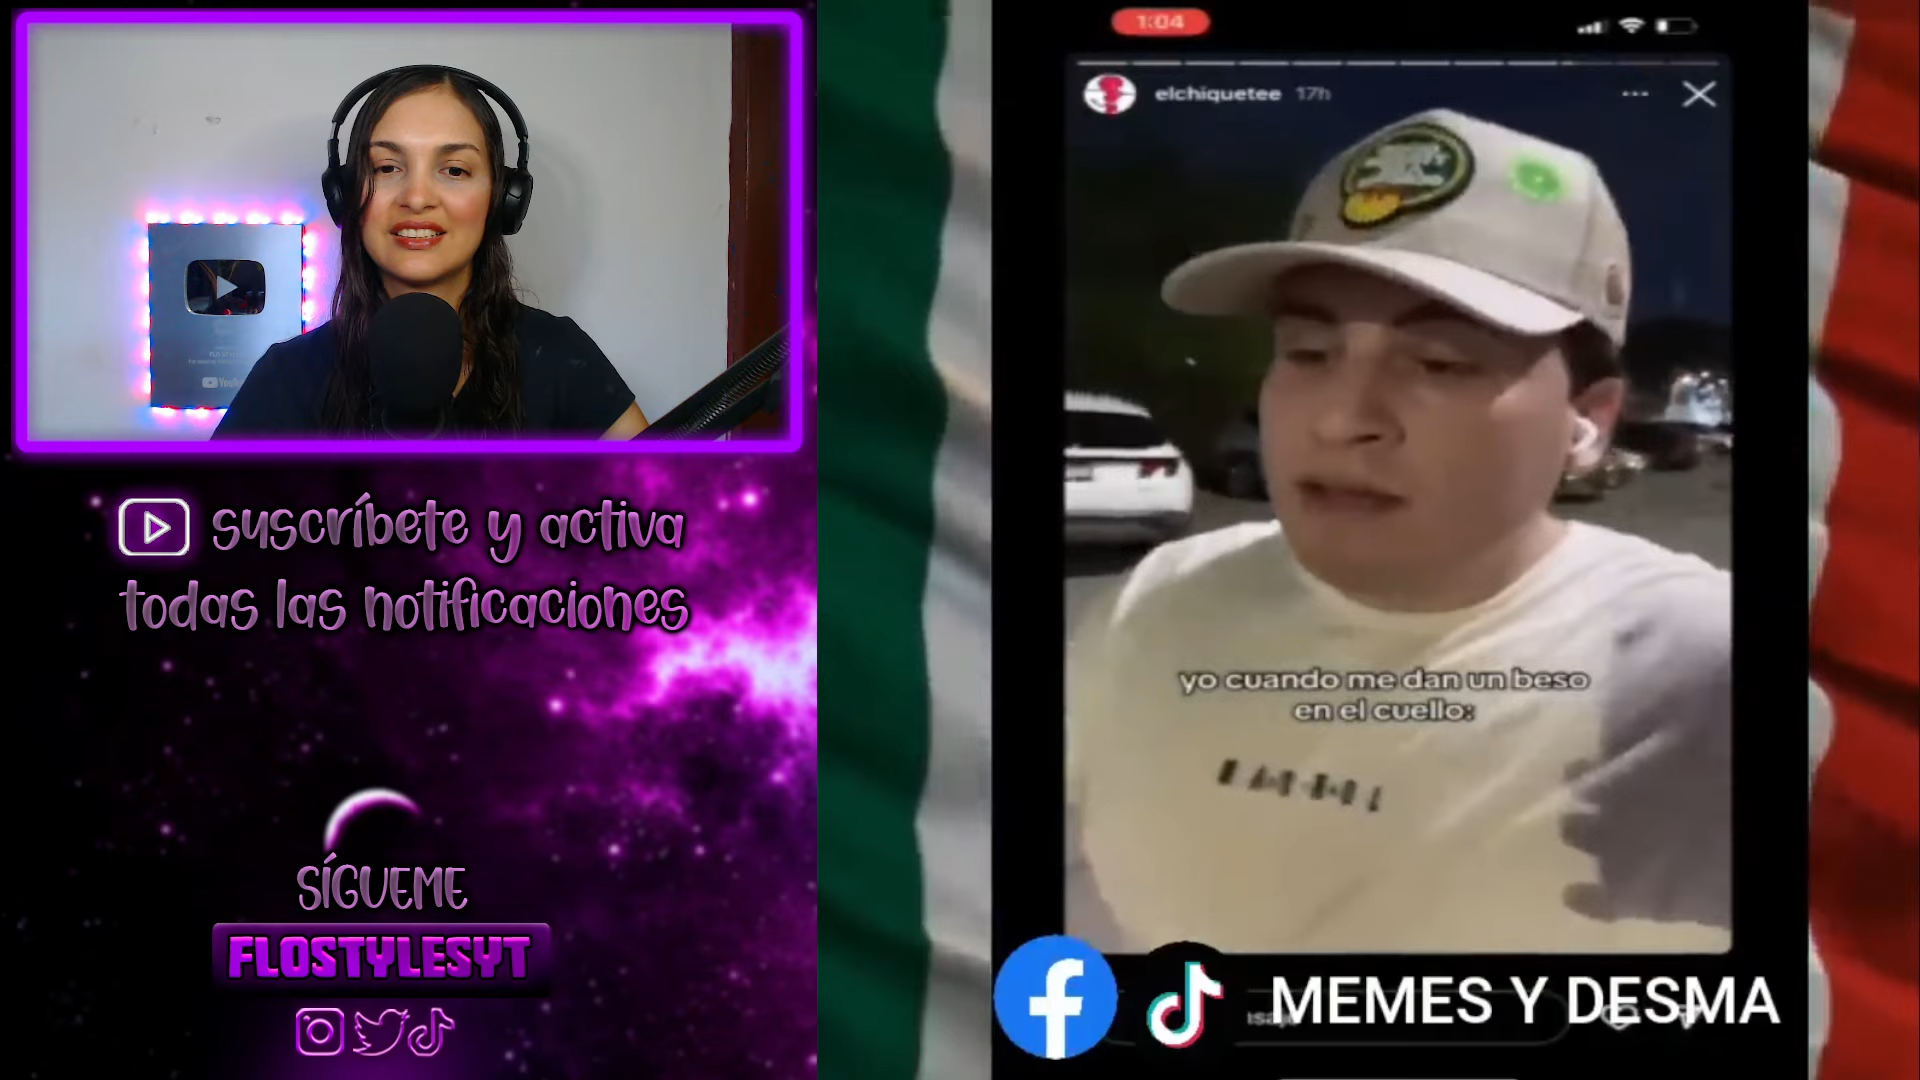 suscríbete y activa
todas las notificaciones
SÍGUEME
FLOSTYLESYT
1:04
elchiquetee 17h
yo cuando me dan un beso
en el cuello:
MEMES Y DESMA